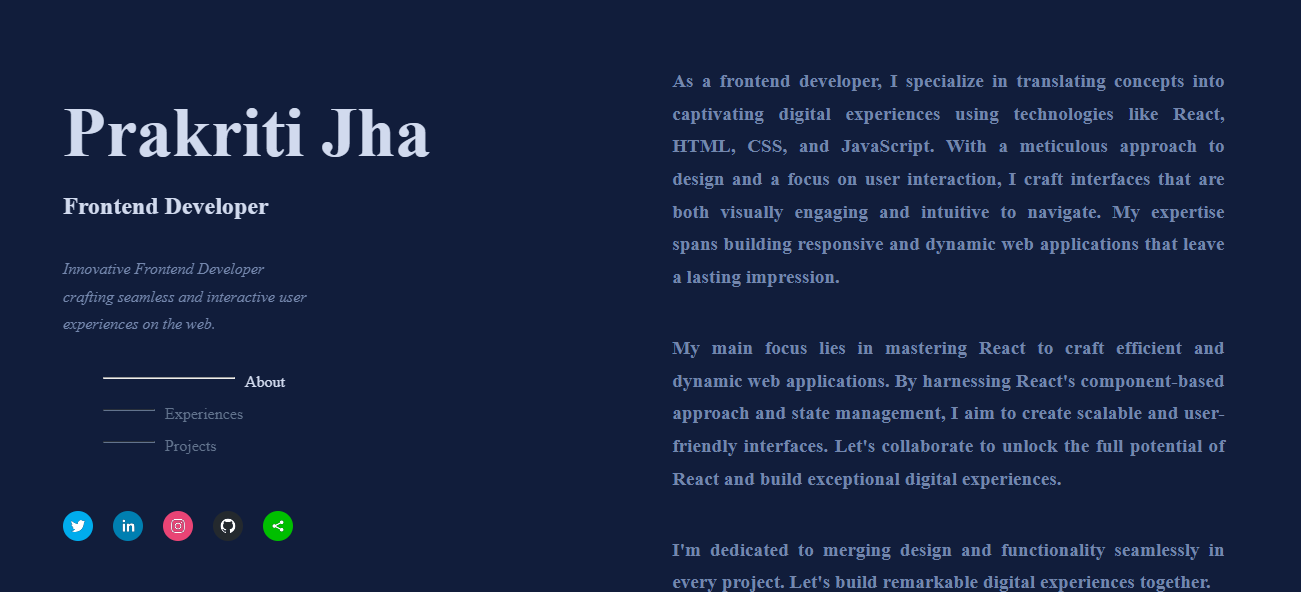 Prakriti Jha
Frontend Developer
Innovative Frontend Developer
crafting seamless and interactive user
experiences on the web.
About
Experiences
Projects
in
As a frontend developer, I specialize in translating concepts into
captivating digital experiences using technologies like React,
HTML, CSS, and JavaScript. With a meticulous approach to
design and a focus on user interaction, I craft interfaces that are
both visually engaging and intuitive to navigate. My expertise
spans building responsive and dynamic web applications that leave
a lasting impression.
My main focus lies in mastering React to craft efficient and
dynamic web applications. By harnessing React's component-based
approach and state management, I aim to create scalable and user-
friendly interfaces. Let's collaborate to unlock the full potential of
React and build exceptional digital experiences.
I'm dedicated to merging design and functionality seamlessly in
every project. Let's build remarkable digital experiences together.